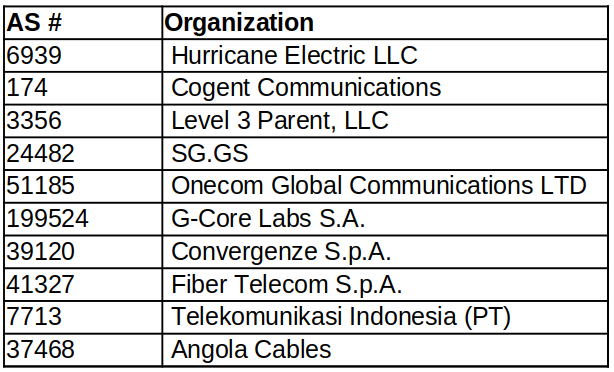 AS # Organization
6939 Hurricane Electric LLC
174 Cogent Communications
3356 Level 3 Parent, LLC
24482 SG.GS
51185 Onecom Global Communications LTD
199524 G-Core Labs S.A.
39120 Convergenze S.p.A.
41327 Fiber Telecom S.p.A.
7713 Telekomunikasi Indonesia (PT)
37468 Angola Cables